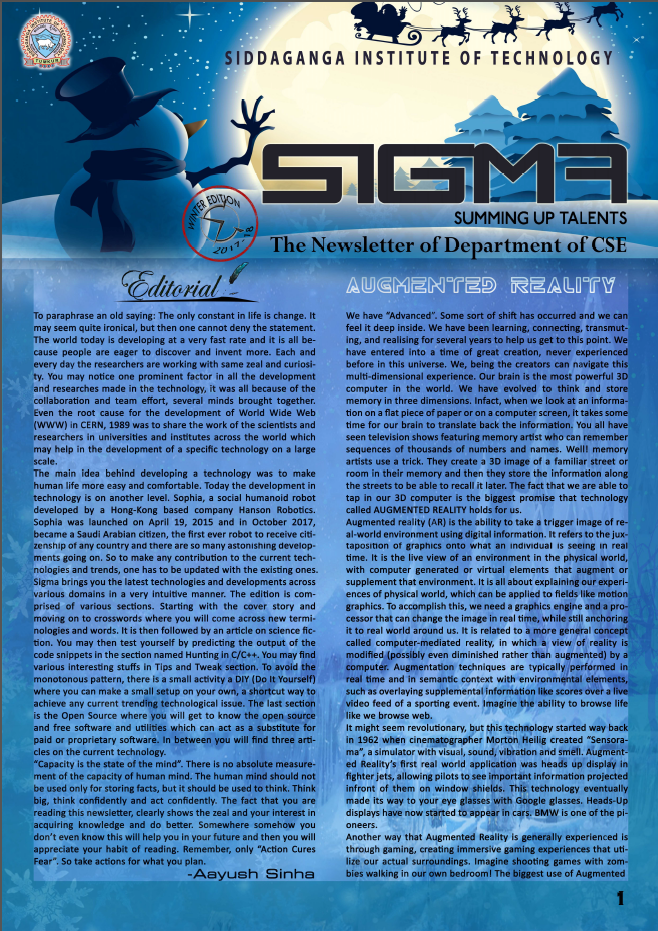 SIDDAGANGA INSTITUTE OF TECHNOLOGY
SIGMA
SUMMING UP TALENTS
WINTER EDITION
2017-18
The Newsletter of Department of CSE
Editorial
To paraphrase an old saying: The only constant in life is change. It
may seem quite ironical, but then one cannot deny the statement.
The world today is developing at a very fast rate and it is all be-
cause people are eager to discover and invent more. Each and
every day the researchers are working with same zeal and curiosi-
ty. You may notice one prominent factor in all the development
and researches made in the technology, it was all because of the
collaboration and team effort, several minds brought together.
Even the root cause for the development of World Wide Web
(WWW) in CERN, 1989 was to share the work of the scientists and
researchers in universities and institutes across the world which
may help in the development of a specific technology on a large
scale.
The main idea behind developing a technology was to make
human life more easy and comfortable. Today the development in
technology is on another level. Sophia, a social humanoid robot
developed by a Hong-Kong based company Hanson Robotics.
Sophia was launched on April 19, 2015 and in October 2017,
became a Saudi Arabian citizen, the first ever robot to receive citi-
zenship of any country and there are so many astonishing develop-
ments going on. So to make any contribution to the current tech-
nologies and trends, one has to be updated with the existing ones.
Sigma brings you the latest technologies and developments across
various domains in a very intuitive manner. The edition is com-
prised of various sections. Starting with the cover story and
moving on to crosswords where you will come across new termi-
nologies and words. It is then followed by an article on science fic-
tion. You may then test yourself by predicting the output of the
code snippets in the section named Hunting in C/C++. You may find
various interesting stuffs in Tips and Tweak section. To avoid the
monotonous pattern, there is a small activity a DIY (Do It Yourself)
where you can make a small setup on your own, a shortcut way to
achieve any current trending technological issue. The last section
is the Open Source where you will get to know the open source
and free software and utilities which can act as a substitute for
paid or proprietary software. In between you will find three arti-
cles on the current technology.
“Capacity is the state of the mind”. There is no absolute measure-
ment of the capacity of human mind. The human mind should not
be used only for storing facts, but it should be used to think. Think
big, think confidently and act confidently. The fact that you are
reading this newsletter, clearly shows the zeal and your interest in
acquiring knowledge and do better. Somewhere somehow you
don’t even know this will help you in your future and then you will
appreciate your habit of reading. Remember, only “Action Cures
Fear”. So take actions for what you plan.
-Aayush Sinha
AUGMENTED REALITY
We have “Advanced”. Some sort of shift has occurred and we can
feel it deep inside. We have been learning, connecting, transmut-
ing, and realising for several years to help us get to this point. We
have entered into a time of great creation, never experienced
before in this universe. We, being the creators can navigate this
multi-dimensional experience. Our brain is the most powerful 3D
computer in the world. We have evolved to think and store
memory in three dimensions. Infact, when we look at an informa-
tion on a flat piece of paper or on a computer screen, it takes some
time for our brain to translate back the information. You all have
seen television shows featuring memory artist who can remember
sequences of thousands of numbers and names. Well! memory
artists use a trick. They create a 3D image of a familiar street or
room in their memory and then they store the information along
the streets to be able to recall it later. The fact that we are able to
tap in our 3D computer is the biggest promise that technology
called AUGMENTED REALITY holds for us.
Augmented reality (AR) is the ability to take a trigger image of re-
al-world environment using digital information. It refers to the jux-
taposition of graphics onto what an individual is seeing in real
time. It is the live view of an environment in the physical world,
with computer generated or virtual elements that augment or
supplement that environment. It is all about explaining our experi-
ences of physical world, which can be applied to fields like motion
graphics. To accomplish this, we need a graphics engine and a pro-
cessor that can change the image in real time, while still anchoring
it to real world around us. It is related to a more general concept
called computer-mediated reality, in which a view of reality is
modified (possibly even diminished rather than augmented) by a
computer. Augmentation techniques are typically performed in
real time and in semantic context with environmental elements,
such as overlaying supplemental information like scores over a live
video feed of a sporting event. Imagine the ability to browse life
like we browse web.
It might seem revolutionary, but this technology started way back
in 1962 when cinematographer Morton Heilig created “Sensora-
ma”, a simulator with visual, sound, vibration and smell. Augment-
ed Reality’s first real world application was heads up display in
fighter jets, allowing pilots to see important information projected
infront of them on window shields. This technology eventually
made its way to your eye glasses with Google glasses. Heads-Up
displays have now started to appear in cars. BMW is one of the pi-
oneers.
Another way that Augmented Reality is generally experienced is
through gaming, creating immersive gaming experiences that uti-
lize our actual surroundings. Imagine shooting games with zom-
bies walking in our own bedroom! The biggest use of Augmented
1